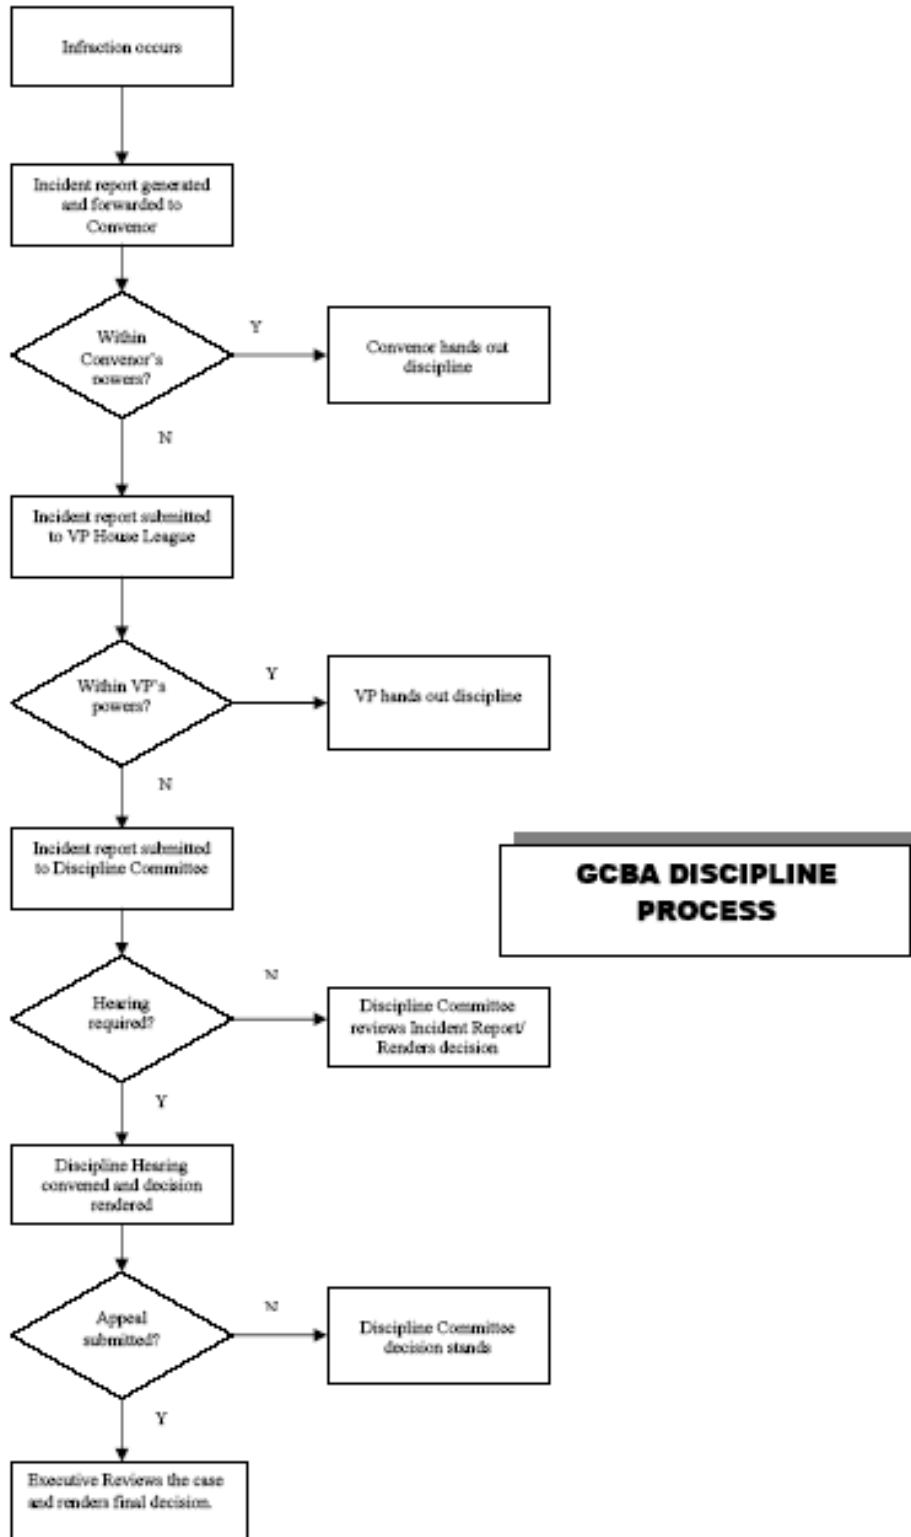 Infraction occurs
Incident report generated
and forwarded to
Convenor
Within
Convenor's
powers?
Y
Convenor hands out
discipline
N
Incident report submitted
to VP House League
Within VP's
powers?
Y
VP hands out discipline
N
Incident report submitted
to Discipline Committee
GCBA DISCIPLINE
PROCESS
Hearing
required?
N
Discipline Committee
reviews Incident Report/
Renders decision
Y
Discipline Hearing
convened and decision
rendered
Appeal
submitted?
N
Discipline Committee
decision stands
Y
Executive Reviews the case
and renders final decision.